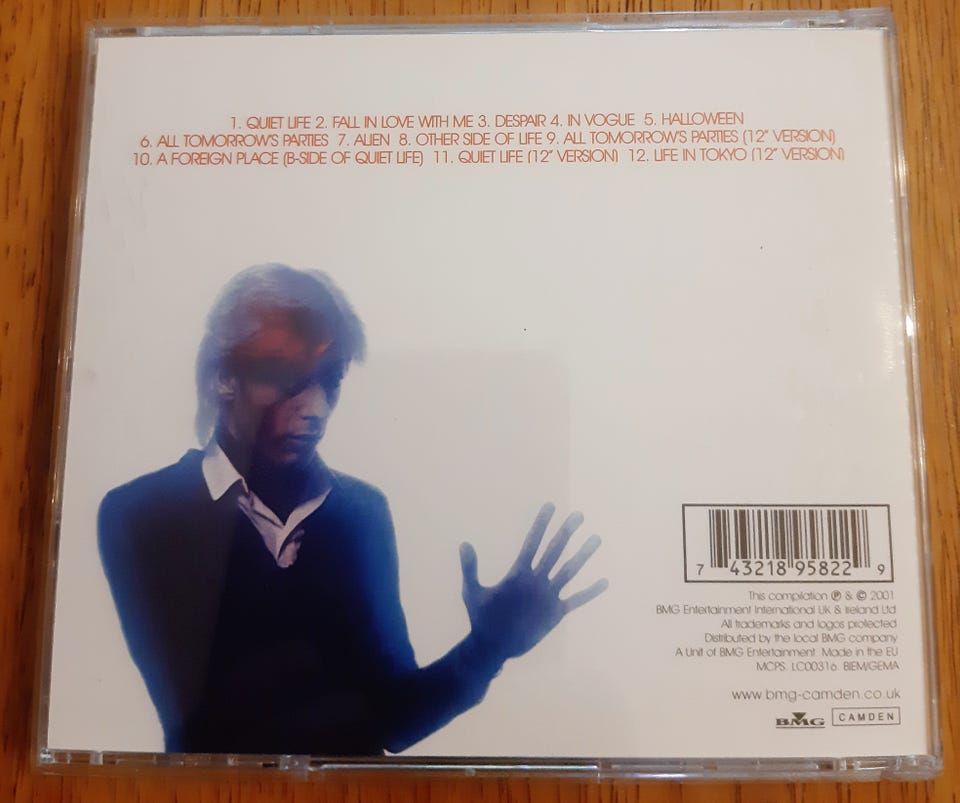 1. QUIET LIFE 2. FALL IN LOVE WITH ME 3. DESPAIR 4. IN VOGUE 5. HALLOWEEN
6. ALL TOMORROW'S PARTIES 7. ALIEN 8. OTHER SIDE OF LIFE 9. ALL TOMORROW'S PARTIES (12" VERSION)
10. A FOREIGN PLACE (B-SIDE OF QUIET LIFE) 11. QUIET LIFE (12" VERSION) 12. LIFE IN TOKYO (12" VERSION)
7 43218 95822 9
This compilation ℗ & © 2001
BMG Entertainment International UK & Ireland Ltd
All trademarks and logos protected
Distributed by the local BMG company
A Unit of BMG Entertainment. Made in the EU
MCPS. LC00316. BIEM/GEMA
www.bmg-camden.co.uk
BMG CAMDEN